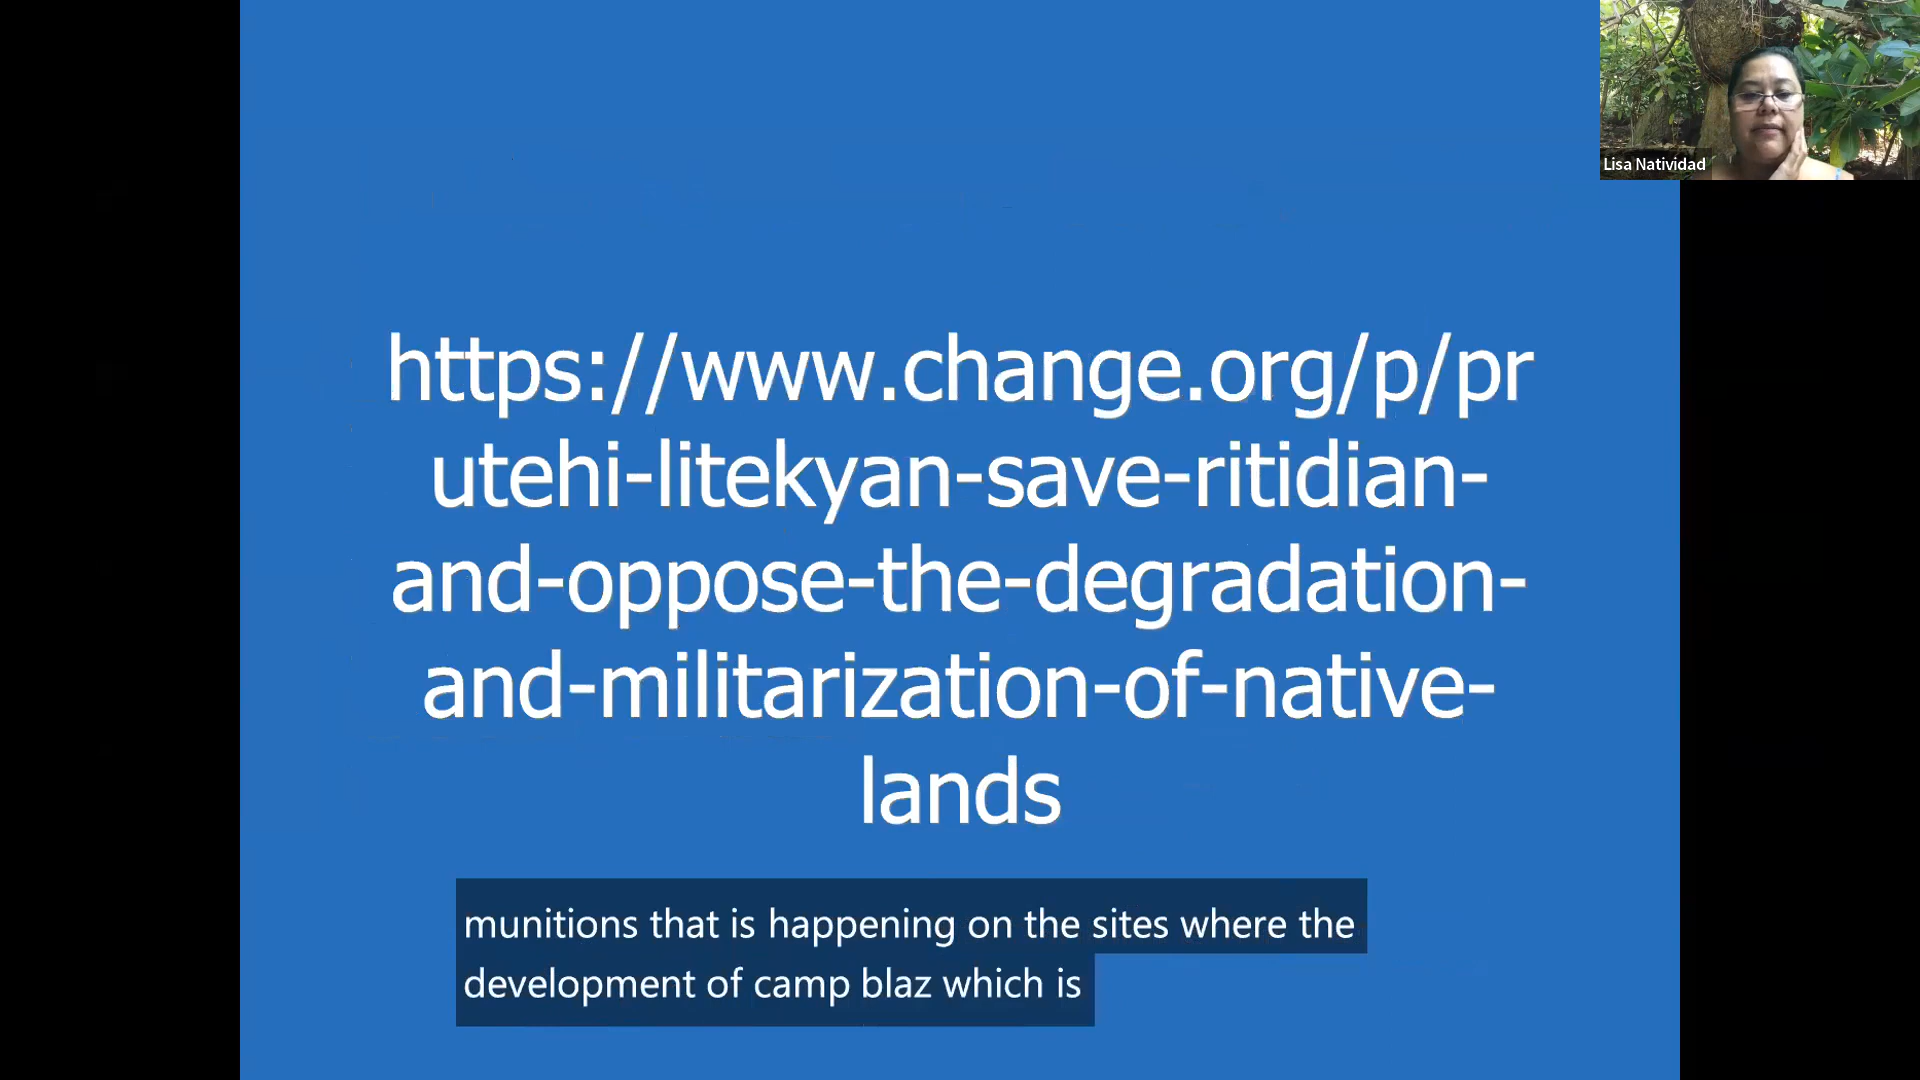 Lisa Natividad
https://www.change.org/p/pr
utehi-litekyan-save-ritidian-
and-oppose-the-degradation-
and-militarization-of-native-
lands
munitions that is happening on the sites where the
development of camp blaz which is